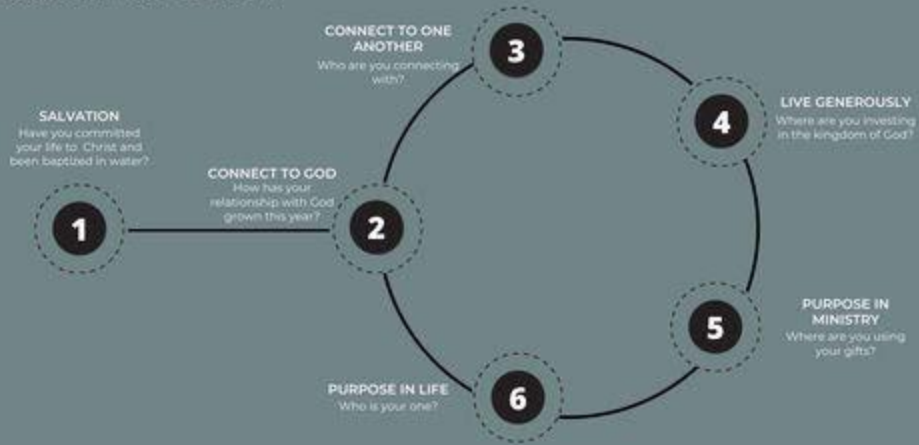 SALVATION
Have you committed
your life to Christ and
been baptized in water?
1
CONNECT TO GOD
How has your
relationship with God
grown this year?
2
CONNECT TO ONE
ANOTHER
Who are you connecting
with?
3
LIVE GENEROUSLY
Where are you investing
in the kingdom of God?
4
PURPOSE IN
MINISTRY
Where are you using
your gifts?
5
PURPOSE IN LIFE
Who is your one?
6